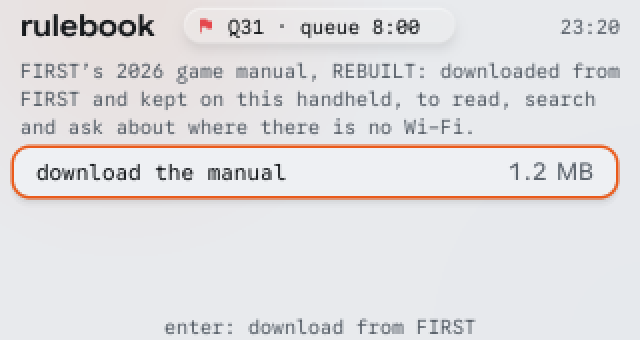 rulebook
Q31 · queue 8:00
23:20
FIRST's 2026 game manual, REBUILT: downloaded from
FIRST and kept on this handheld, to read, search
and ask about where there is no Wi-Fi.
download the manual
1.2 MB
enter: download from FIRST